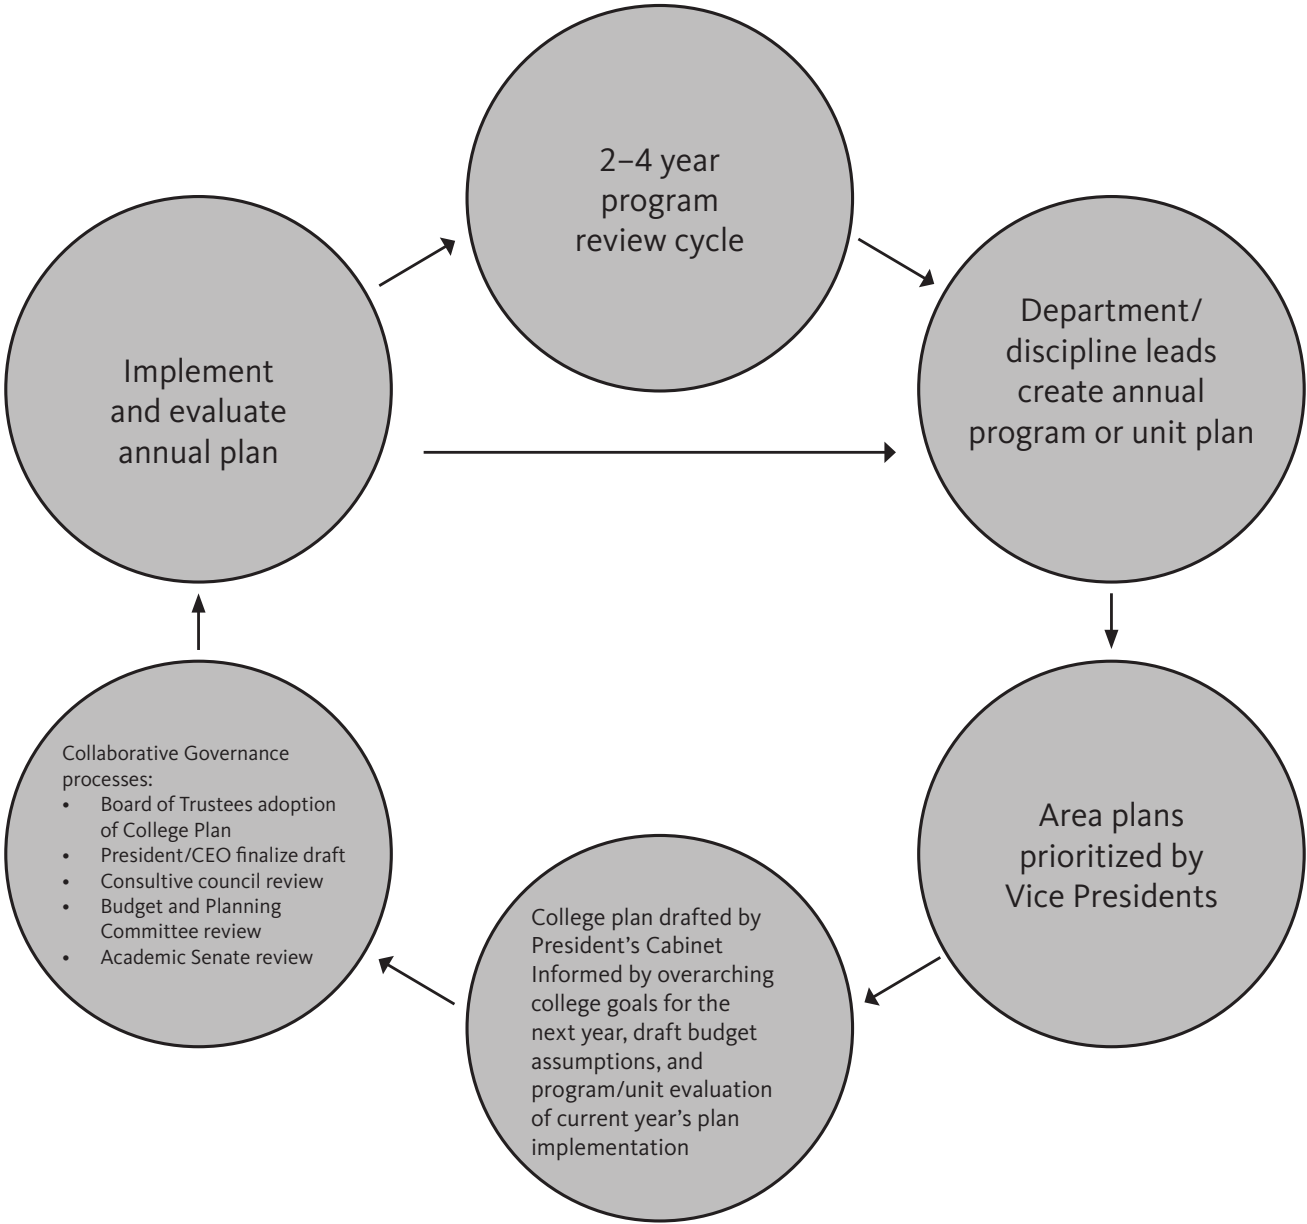 2–4 year
program
review cycle
Department/
discipline leads
create annual
program or unit plan
Implement
and evaluate
annual plan
Area plans
prioritized by
Vice Presidents
Collaborative Governance
processes:
• Board of Trustees adoption
of College Plan
• President/CEO finalize draft
• Consultive council review
• Budget and Planning
Committee review
• Academic Senate review
College plan drafted by
President’s Cabinet
Informed by overarching
college goals for the
next year, draft budget
assumptions, and
program/unit evaluation
of current year’s plan
implementation